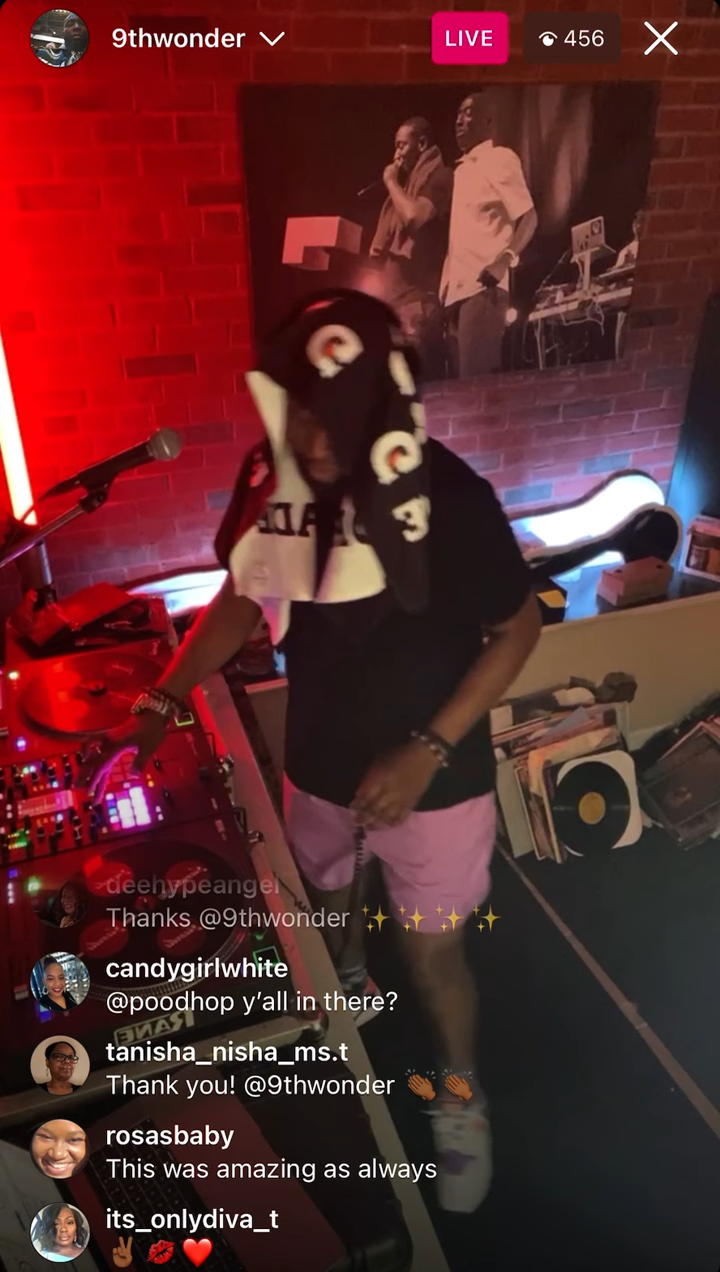 9thwonder
LIVE
456
deehypeangel
Thanks @9thwonder ✨ ✨ ✨ ✨
candygirlwhite
@poodhop y’all in there?
RANE
tanisha_nisha_ms.t
Thank you! @9thwonder 👏🾾👏🾾
rosasbaby
This was amazing as always
its_onlydiva_t
✌🏾💋❤️